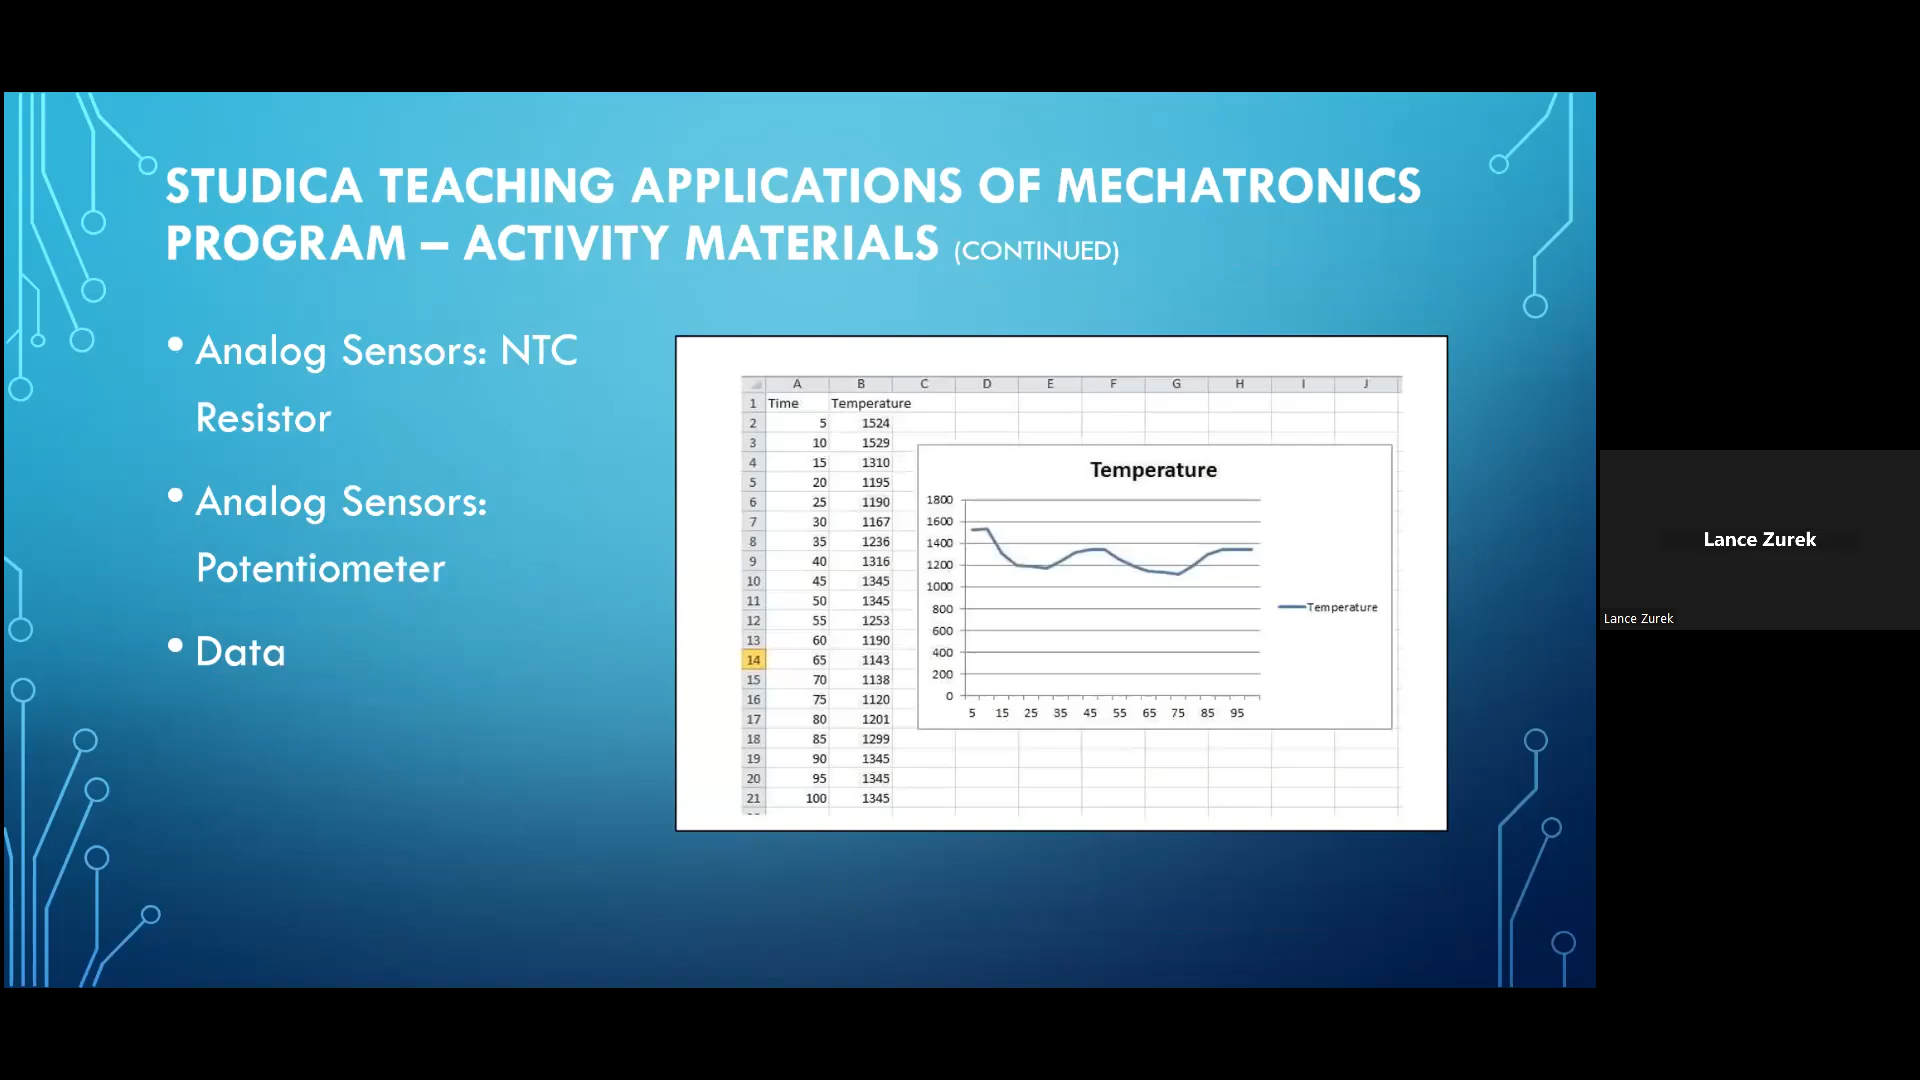 STUDICA TEACHING APPLICATIONS OF MECHATRONICS
PROGRAM – ACTIVITY MATERIALS (CONTINUED)
• Analog Sensors: NTC
Resistor
• Analog Sensors:
Potentiometer
• Data
A B C D E F G H I J
1 Time Temperature
2 5 1524
3 10 1529
4 15 1310
5 20 1195
6 25 1190
7 30 1167
8 35 1236
9 40 1316
10 45 1345
11 50 1345
12 55 1253
13 60 1190
14 65 1143
15 70 1138
16 75 1120
17 80 1201
18 85 1299
19 90 1345
20 95 1345
21 100 1345
Temperature
1800
1600
1400
1200
1000
800
600
400
200
0
5 15 25 35 45 55 65 75 85 95
Temperature
Lance Zurek
Lance Zurek